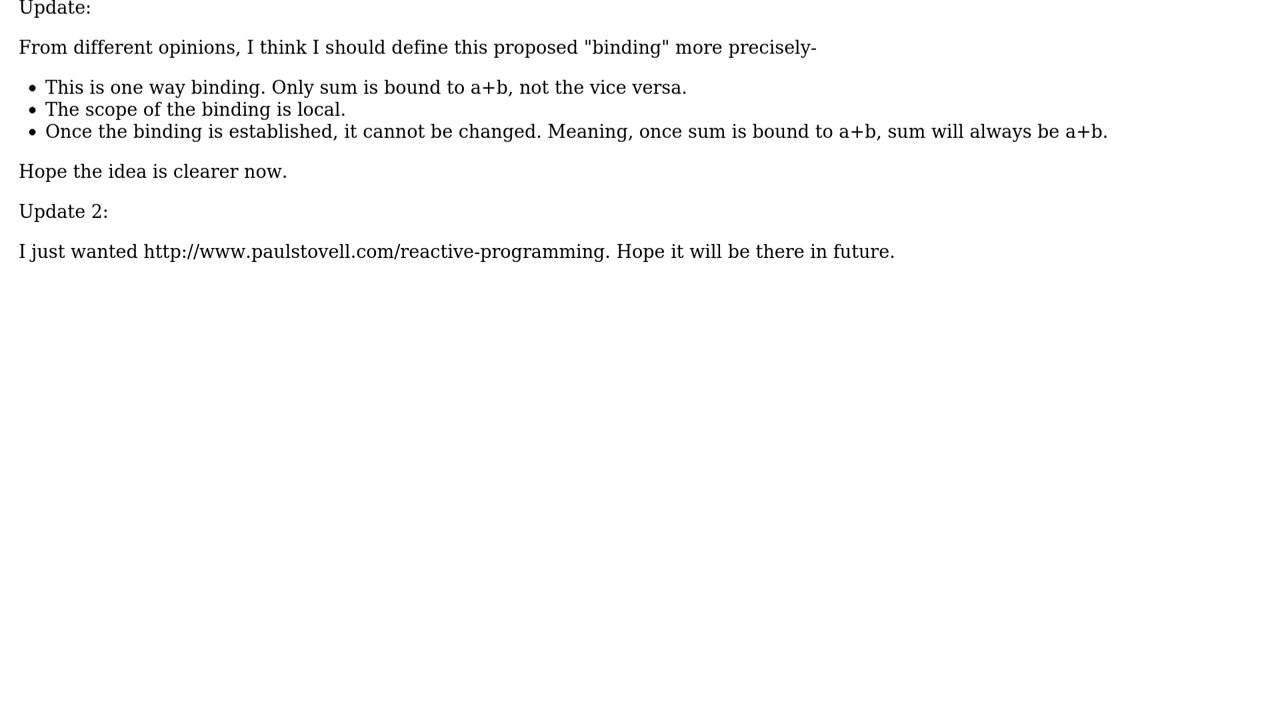 Update:
From different opinions, I think I should define this proposed "binding" more precisely-
• This is one way binding. Only sum is bound to a+b, not the vice versa.
• The scope of the binding is local.
• Once the binding is established, it cannot be changed. Meaning, once sum is bound to a+b, sum will always be a+b.
Hope the idea is clearer now.
Update 2:
I just wanted http://www.paulstovell.com/reactive-programming. Hope it will be there in future.